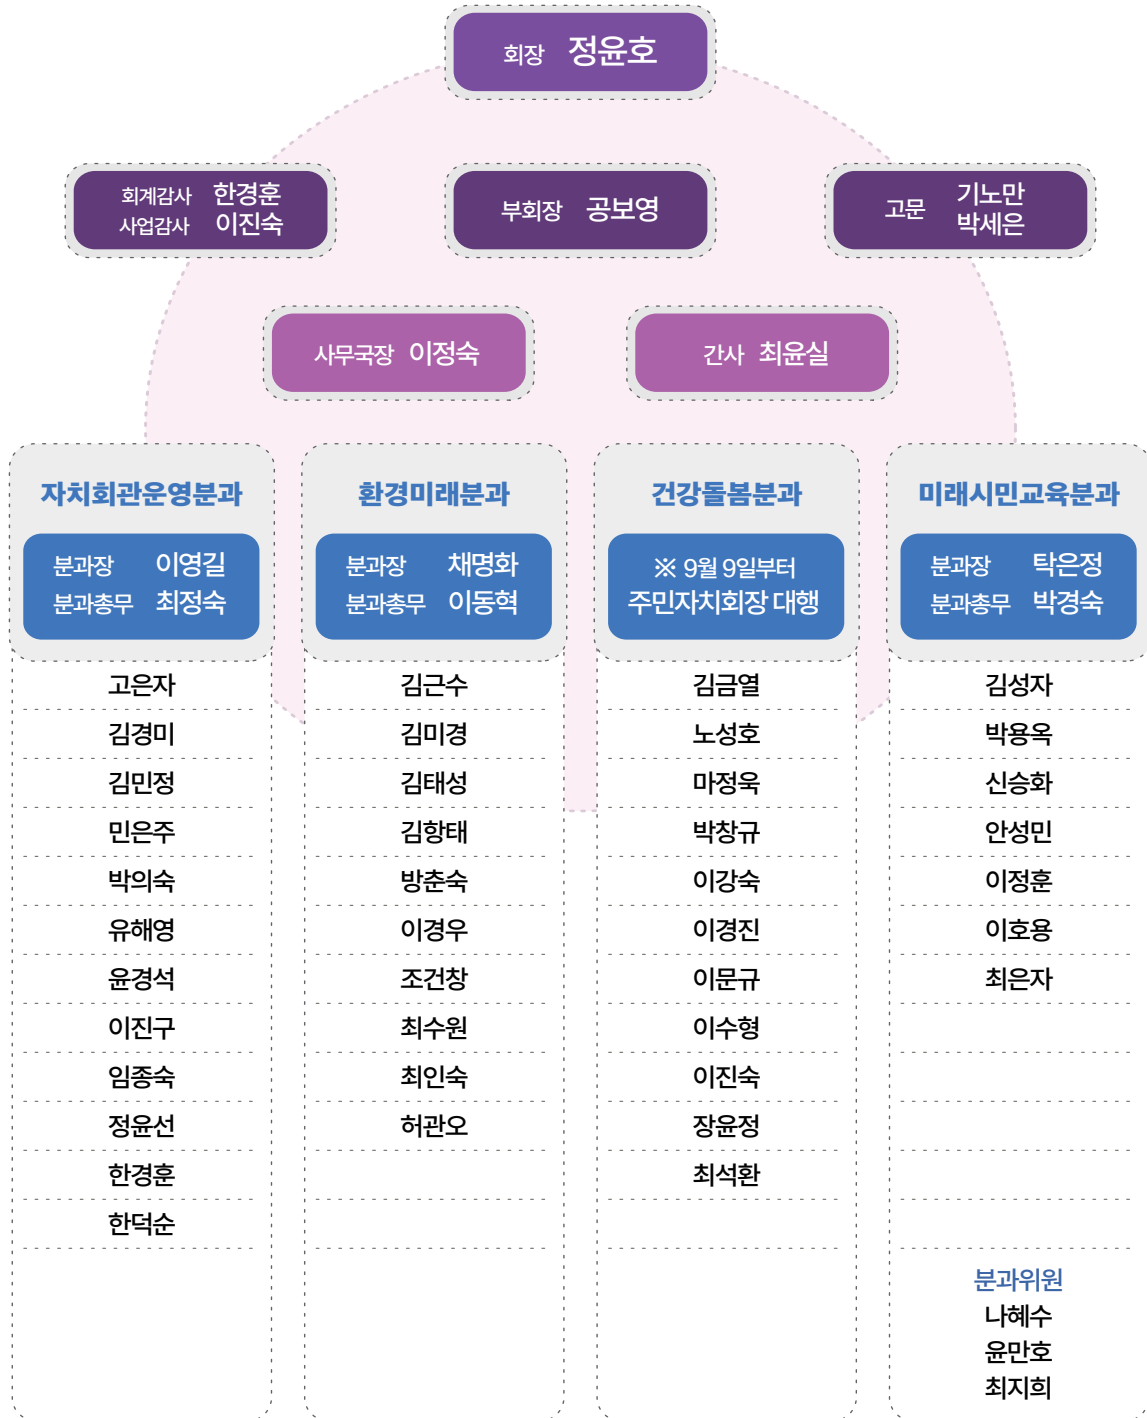 회장 정윤호
회계감사 한경훈
사업감사 이진숙
부회장 공보영
고문 기노만
박세은
사무국장 이정숙
간사 최윤실
자치회관운영분과
분과장 이영길
분과총무 최정숙
고은자
김경미
김민정
민은주
박의숙
유해영
윤경석
이진구
임종숙
정윤선
한경훈
한덕순
환경미래분과
분과장 채명화
분과총무 이동혁
김근수
김미경
김태성
김항태
방춘숙
이경우
조건창
최수원
최인숙
허관오
건강돌봄분과
※ 9월 9일부터
주민자치회장 대행
김금열
노성호
마정욱
박창규
이강숙
이경진
이문규
이수형
이진숙
장윤정
최석환
미래시민교육분과
분과장 탁은정
분과총무 박경숙
김성자
박용옥
신승화
안성민
이정훈
이호용
최은자
분과위원
나혜수
윤만호
최지희